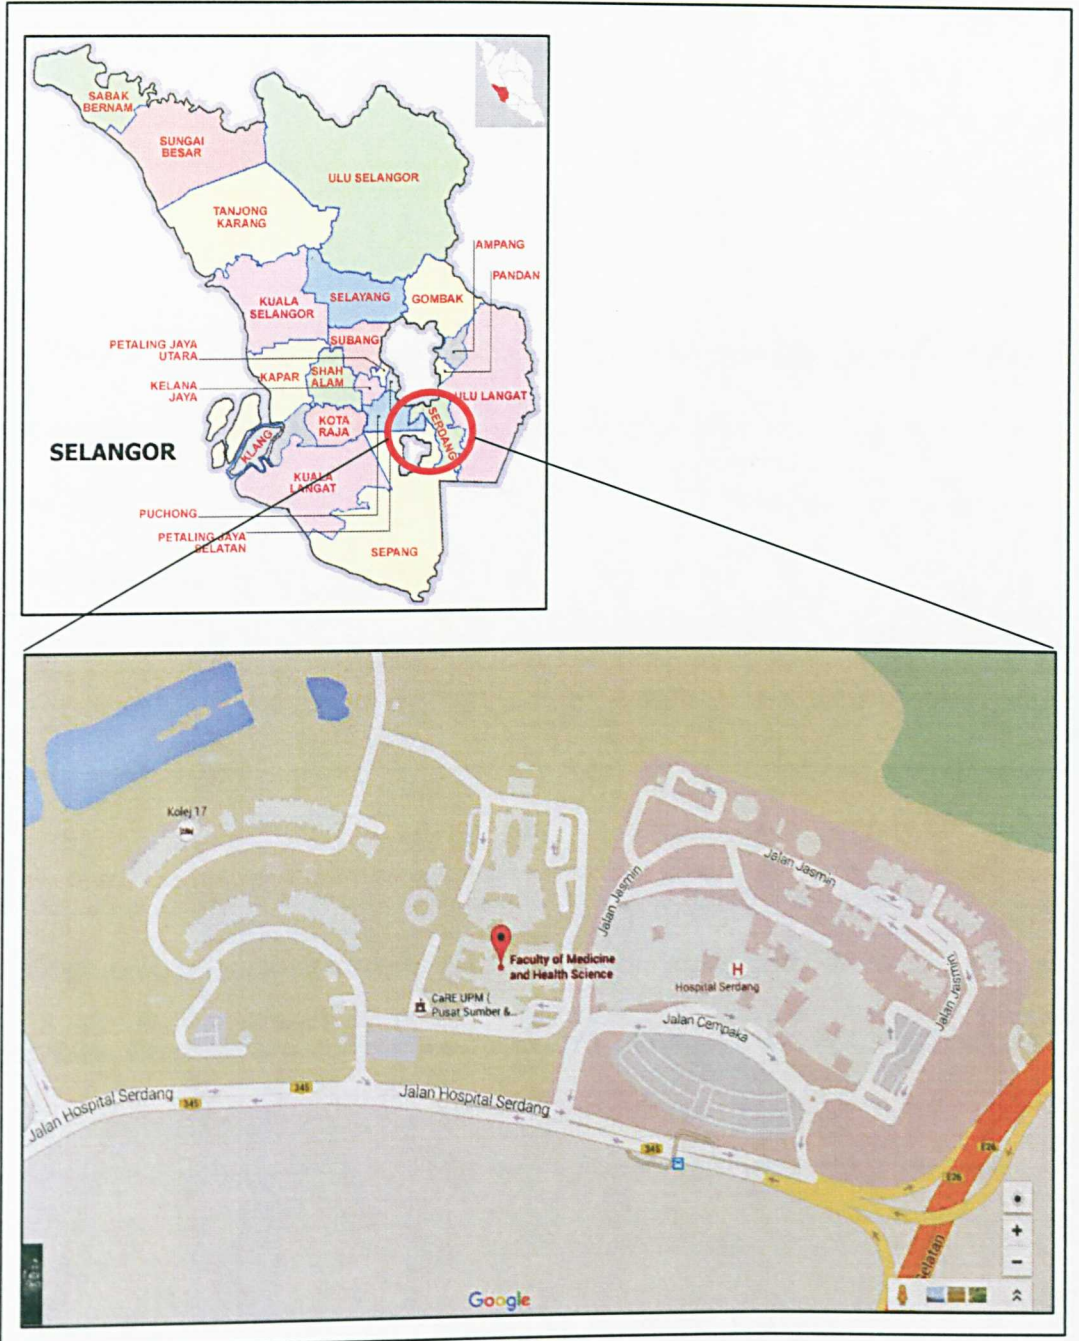 SABAK
BERNAM
SUNGAI
BESAR
ULU SELANGOR
TANJONG
KARANG
AMPANG
PANDAN
SELAYANG
GOMBAK
KUALA
SELANGOR
SUBANG
PETALING JAYA
UTARA
KAPAR
SHAH
ALAM
KELANA
JAYA
ULU LANGAT
KOTA
RAJA
SERDANG
KLANG
SELANGOR
KUALA
LANGAT
PUCHONG
PETALING JAYA
SELATAN
SEPANG
Kolej 17
Jalan Jasmin
Jalan Jasmin
Faculty of Medicine
and Health Science
H
Hospital Serdang
Jalan Jasmin
CaRE UPM (
Pusat Sumber &...
Jalan Cempaka
Jalan Hospital Serdang
345
345
Jalan Hospital Serdang
345
E26
E26
Selatan
+
−
Google